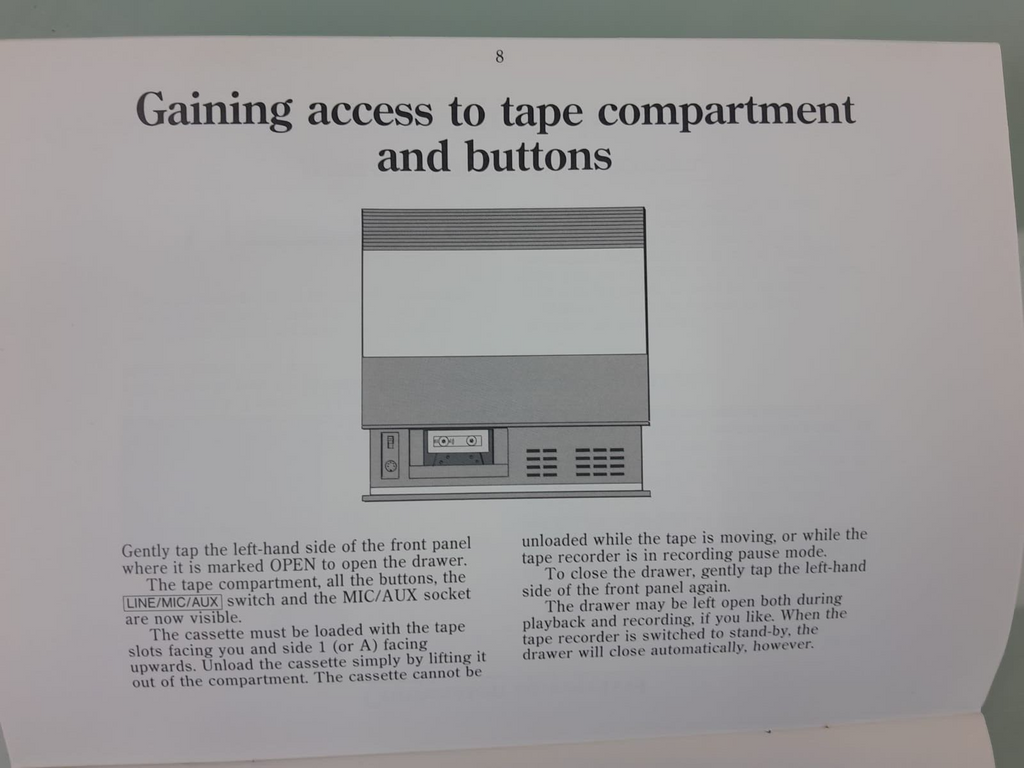 8
Gaining access to tape compartment
and buttons
Gently tap the left-hand side of the front panel
where it is marked OPEN to open the drawer.
The tape compartment, all the buttons, the
LINE/MIC/AUX switch and the MIC/AUX socket
are now visible.
The cassette must be loaded with the tape
slots facing you and side 1 (or A) facing
upwards. Unload the cassette simply by lifting it
out of the compartment. The cassette cannot be
unloaded while the tape is moving, or while the
tape recorder is in recording pause mode.
To close the drawer, gently tap the left-hand
side of the front panel again.
The drawer may be left open both during
playback and recording, if you like. When the
tape recorder is switched to stand-by, the
drawer will close automatically, however.